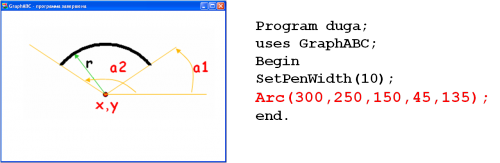 GraphABC - программа завершена
r
a2
a1
x,y
Program duga;
uses GraphABC;
Begin
SetPenWidth(10);
Arc(300,250,150,45,135);
end.